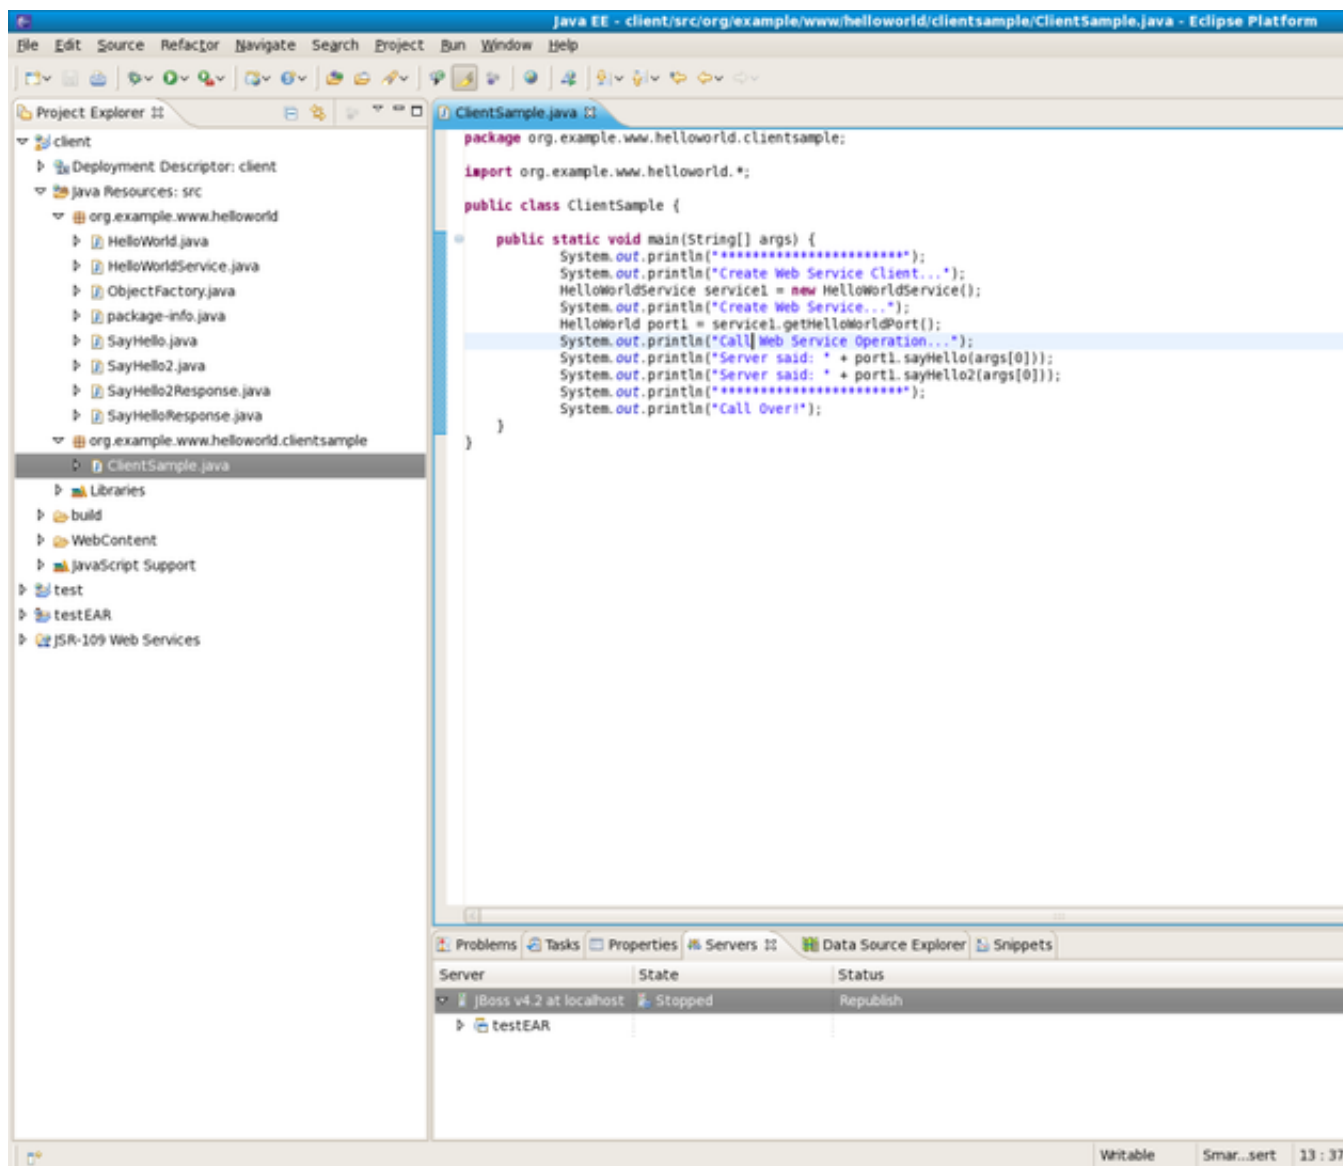 Java EE - client/src/org/example/www/helloworld/clientsample/ClientSample.java - Eclipse Platform
File Edit Source Refactor Navigate Search Project Run Window Help
Project Explorer
client
Deployment Descriptor: client
Java Resources: src
org.example.www.helloworld
HelloWorld.java
HelloWorldService.java
ObjectFactory.java
package-info.java
SayHello.java
SayHello2.java
SayHello2Response.java
SayHelloResponse.java
org.example.www.helloworld.clientsample
ClientSample.java
Libraries
build
WebContent
JavaScript Support
test
testEAR
JSR-109 Web Services
ClientSample.java
package org.example.www.helloworld.clientsample;
import org.example.www.helloworld.*;
public class ClientSample {
public static void main(String[] args) {
System.out.println("***********************");
System.out.println("Create Web Service Client...");
HelloWorldService service1 = new HelloWorldService();
System.out.println("Create Web Service...");
HelloWorld port1 = service1.getHelloWorldPort();
System.out.println("Call Web Service Operation...");
System.out.println("Server said: " + port1.sayHello(args[0]));
System.out.println("Server said: " + port1.sayHello2(args[0]));
System.out.println("***********************");
System.out.println("Call Over!");
}
}
Problems Tasks Properties Servers Data Source Explorer Snippets
Server State Status
JBoss v4.2 at localhost Stopped Republish
testEAR
Writable Smar...sert 13 : 37